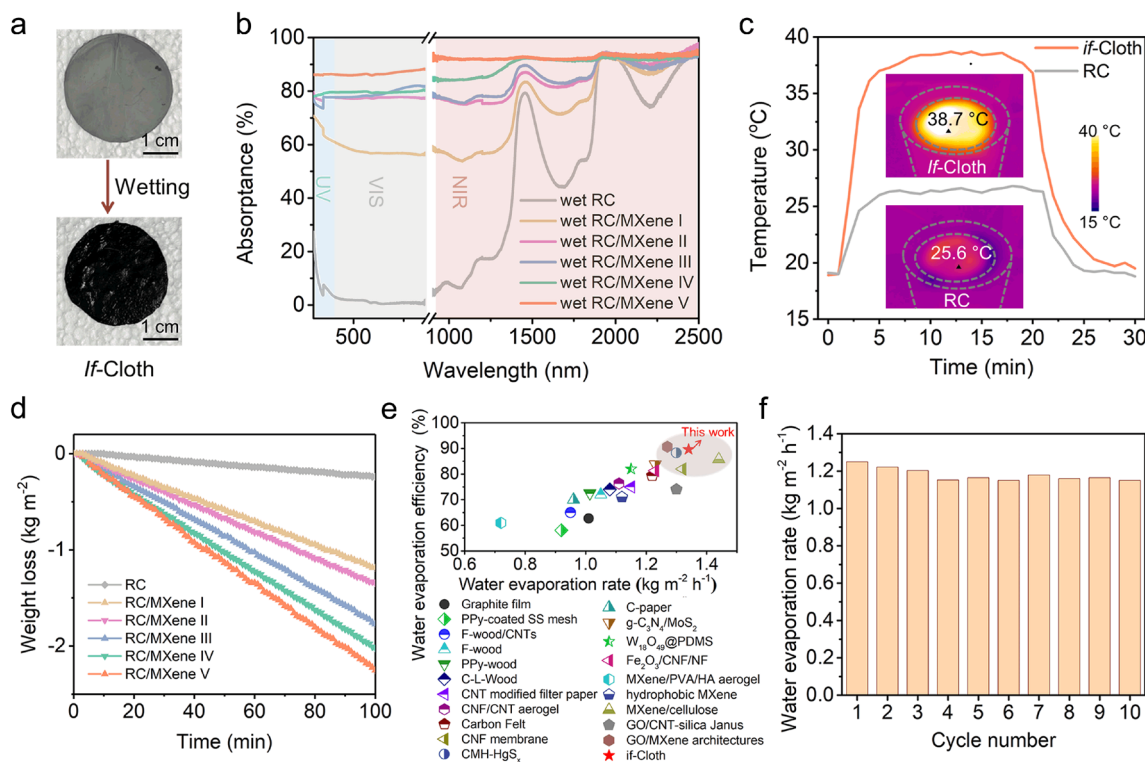 a
1 cm
Wetting
1 cm
If-Cloth
b
Absorptance (%)
100
80
60
40
20
0
UV
VIS
NIR
wet RC
wet RC/MXene I
wet RC/MXene II
wet RC/MXene III
wet RC/MXene IV
wet RC/MXene V
500
1000
1500
2000
2500
Wavelength (nm)
c
Temperature (°C)
40
35
30
25
20
15
if-Cloth
RC
38.7 °C
If-Cloth
25.6 °C
RC
40 °C
15 °C
0
5
10
15
20
25
30
Time (min)
d
Weight loss (kg m⁻²)
0
-1
-2
RC
RC/MXene I
RC/MXene II
RC/MXene III
RC/MXene IV
RC/MXene V
0
20
40
60
80
100
Time (min)
e
Water evaporation efficiency (%)
100
90
80
70
60
50
This work
0.6
0.8
1.0
1.2
1.4
Water evaporation rate (kg m⁻² h⁻¹)
Graphite film
PPy-coated SS mesh
F-wood/CNTs
F-wood
PPy-wood
C-L-Wood
CNT modified filter paper
CNF/CNT aerogel
Carbon Felt
CNF membrane
CMH-HgSₓ
C-paper
g-C₃N₄/MoS₂
W₁₈O₄₉@PDMS
Fe₂O₃/CNF/NF
MXene/PVA/HA aerogel
hydrophobic MXene
MXene/cellulose
GO/CNT-silica Janus
GO/MXene architectures
if-Cloth
f
Water evaporation rate (kg m⁻² h⁻¹)
1.4
1.2
1.0
0.8
0.6
0.4
0.2
0.0
1
2
3
4
5
6
7
8
9
10
Cycle number